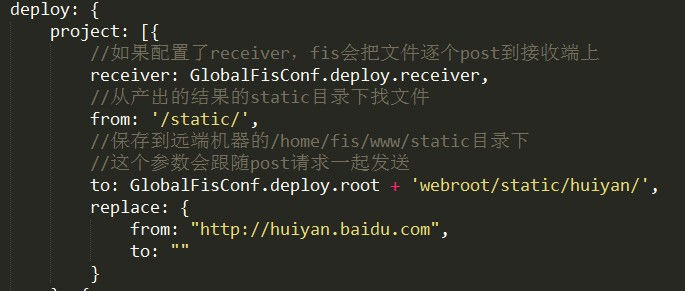 deploy: {
project: [{
//如果配置了receiver，fis会把文件逐个post到接收端上
receiver: GlobalFisConf.deploy.receiver,
//从产出的结果的static目录下找文件
from: '/static/',
//保存到远端机器的/home/fis/www/static目录下
//这个参数会跟随post请求一起发送
to: GlobalFisConf.deploy.root + 'webroot/static/huiyan/',
replace: {
from: "http://huiyan.baidu.com",
to: ""
}